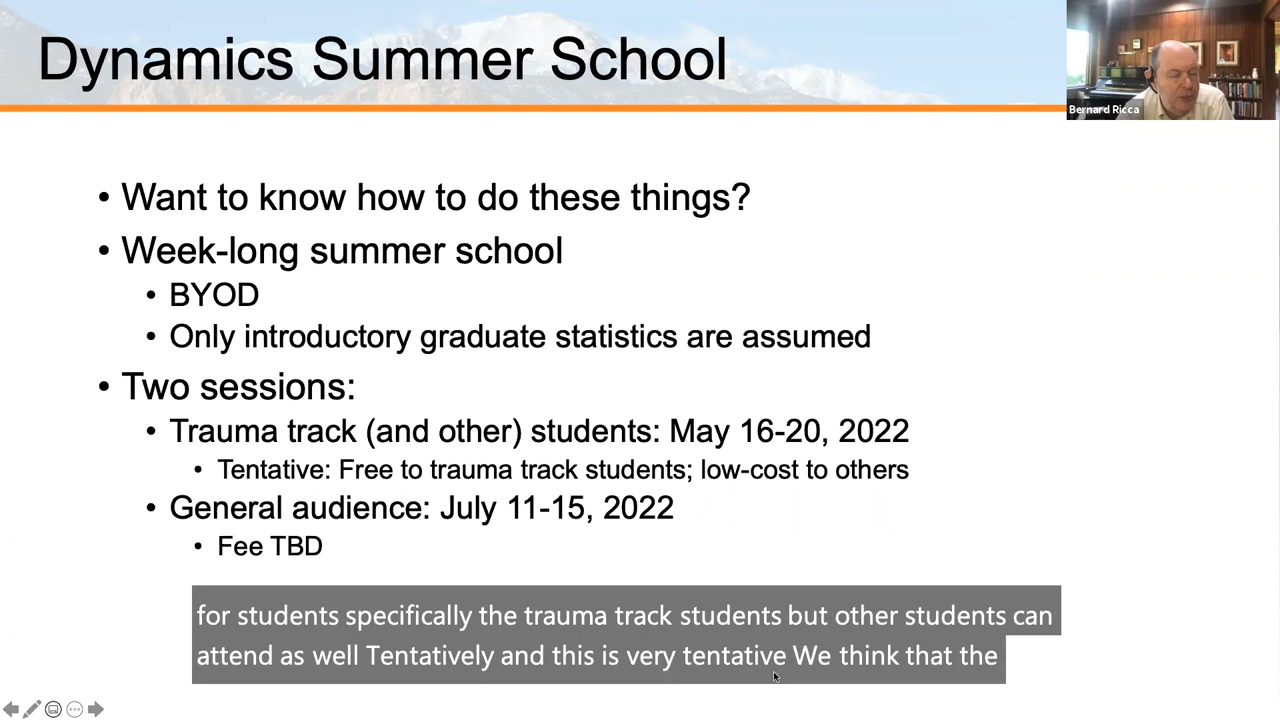 Dynamics Summer School
Bernard Ricca
• Want to know how to do these things?
• Week-long summer school
• BYOD
• Only introductory graduate statistics are assumed
• Two sessions:
• Trauma track (and other) students: May 16-20, 2022
• Tentative: Free to trauma track students; low-cost to others
• General audience: July 11-15, 2022
• Fee TBD
for students specifically the trauma track students but other students can
attend as well Tentatively and this is very tentative We think that the